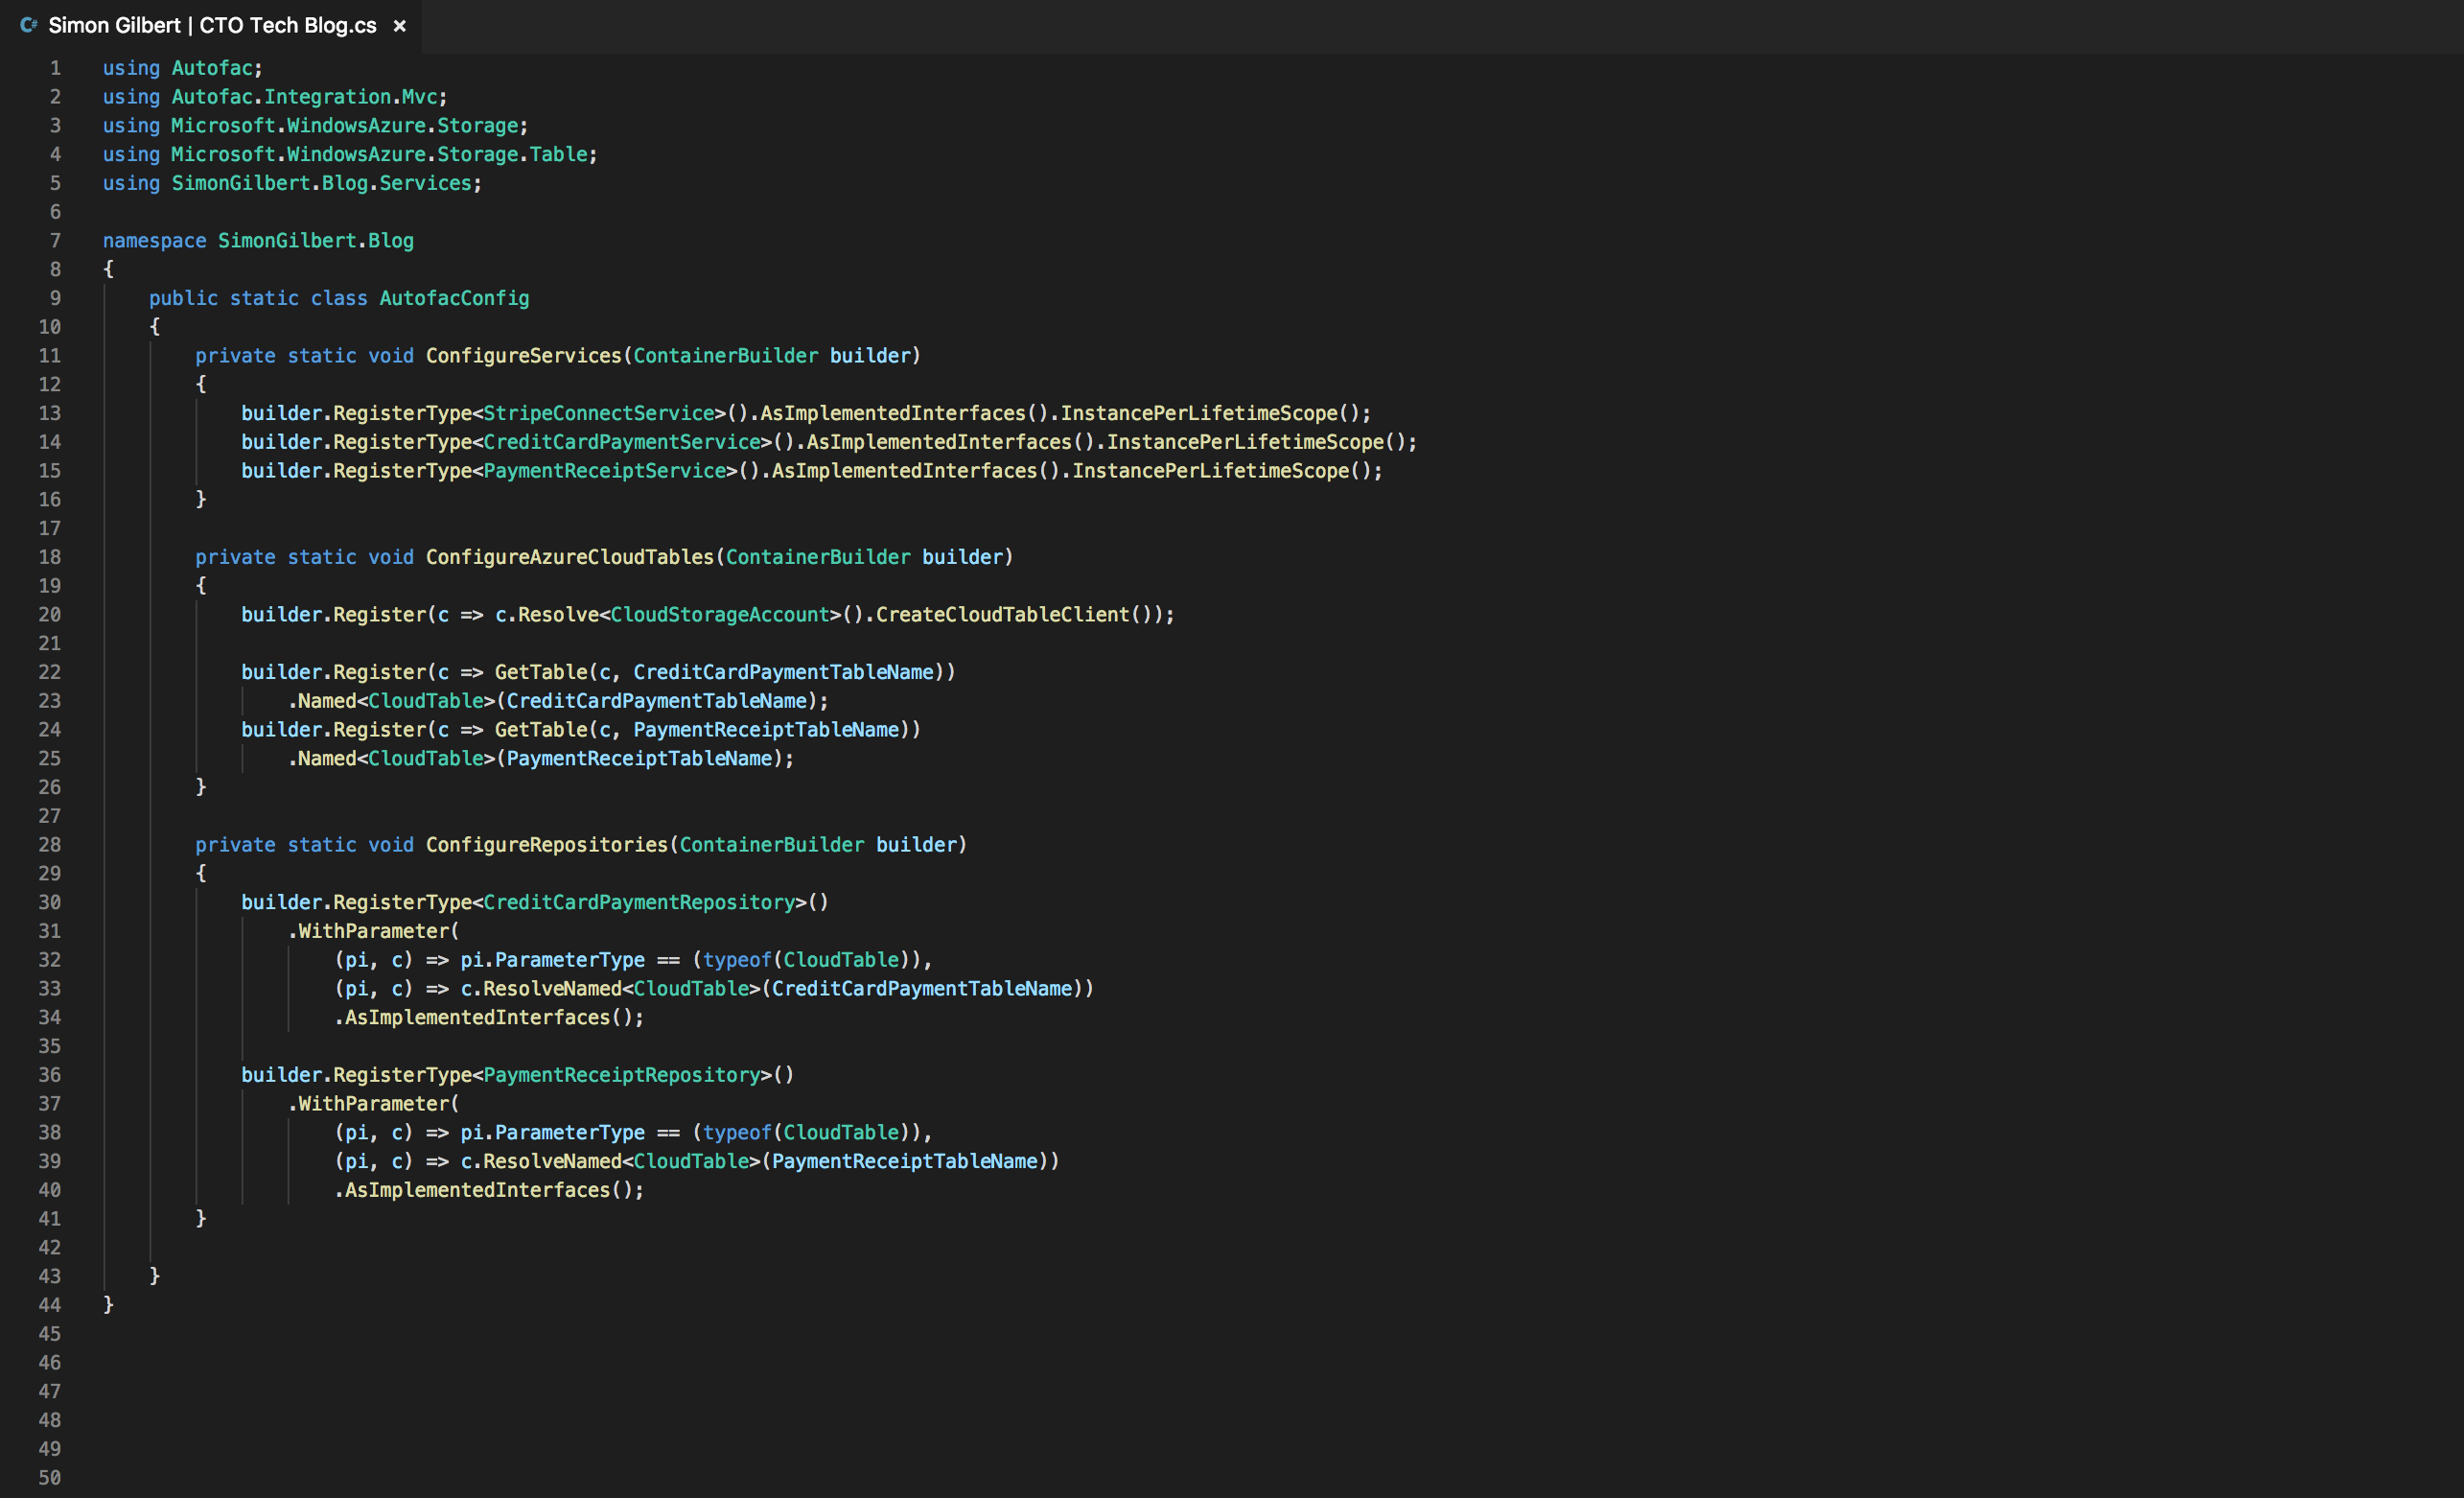 C# Simon Gilbert | CTO Tech Blog.cs ×
1 using Autofac;
2 using Autofac.Integration.Mvc;
3 using Microsoft.WindowsAzure.Storage;
4 using Microsoft.WindowsAzure.Storage.Table;
5 using SimonGilbert.Blog.Services;
6
7 namespace SimonGilbert.Blog
8 {
9     public static class AutofacConfig
10     {
11         private static void ConfigureServices(ContainerBuilder builder)
12         {
13             builder.RegisterType<StripeConnectService>().AsImplementedInterfaces().InstancePerLifetimeScope();
14             builder.RegisterType<CreditCardPaymentService>().AsImplementedInterfaces().InstancePerLifetimeScope();
15             builder.RegisterType<PaymentReceiptService>().AsImplementedInterfaces().InstancePerLifetimeScope();
16         }
17
18         private static void ConfigureAzureCloudTables(ContainerBuilder builder)
19         {
20             builder.Register(c => c.Resolve<CloudStorageAccount>().CreateCloudTableClient());
21
22             builder.Register(c => GetTable(c, CreditCardPaymentTableName))
23                 .Named<CloudTable>(CreditCardPaymentTableName);
24             builder.Register(c => GetTable(c, PaymentReceiptTableName))
25                 .Named<CloudTable>(PaymentReceiptTableName);
26         }
27
28         private static void ConfigureRepositories(ContainerBuilder builder)
29         {
30             builder.RegisterType<CreditCardPaymentRepository>()
31                 .WithParameter(
32                     (pi, c) => pi.ParameterType == (typeof(CloudTable)),
33                     (pi, c) => c.ResolveNamed<CloudTable>(CreditCardPaymentTableName))
34                     .AsImplementedInterfaces();
35
36             builder.RegisterType<PaymentReceiptRepository>()
37                 .WithParameter(
38                     (pi, c) => pi.ParameterType == (typeof(CloudTable)),
39                     (pi, c) => c.ResolveNamed<CloudTable>(PaymentReceiptTableName))
40                     .AsImplementedInterfaces();
41         }
42
43     }
44 }
45
46
47
48
49
50